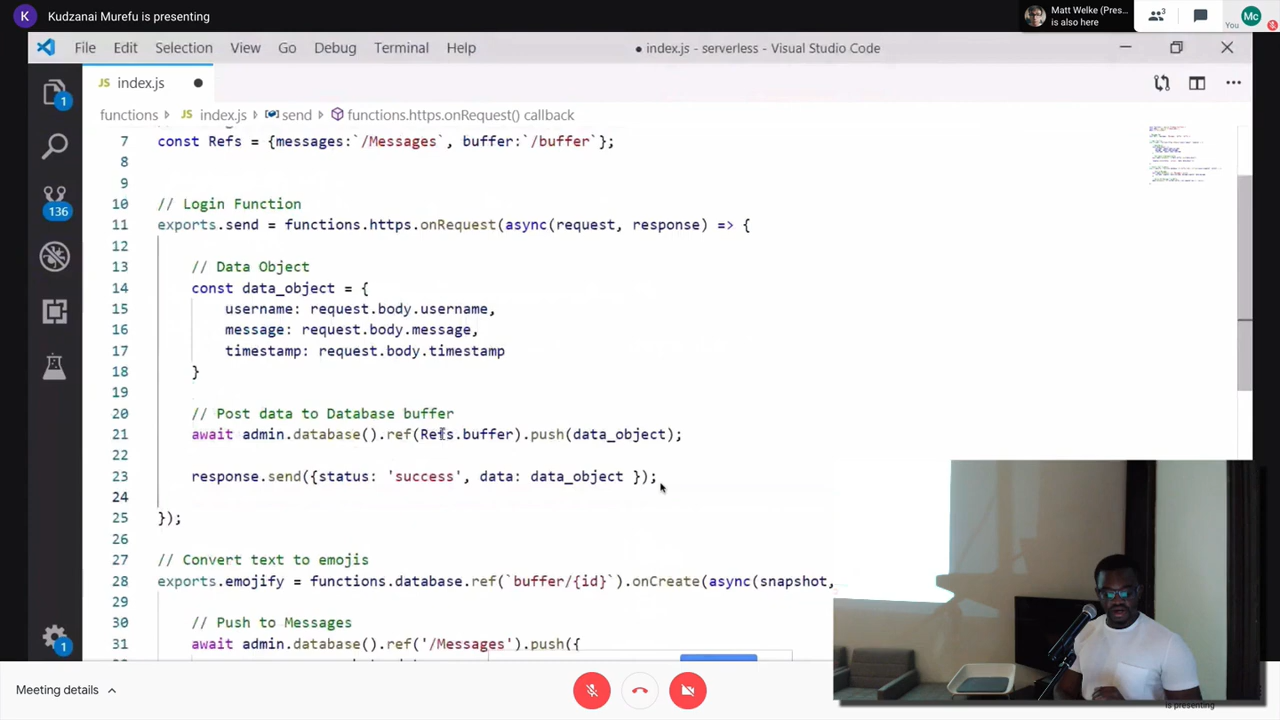 K Kudzanai Murefu is presenting
Matt Welke (Pres...
is also here
3
You
Mc
File Edit Selection View Go Debug Terminal Help
● index.js - serverless - Visual Studio Code
JS index.js
functions JS index.js send functions.https.onRequest() callback
1
136
1
7 const Refs = {messages:`/Messages`, buffer:`/buffer`};
8
9
10 // Login Function
11 exports.send = functions.https.onRequest(async(request, response) => {
12
13 // Data Object
14 const data_object = {
15 username: request.body.username,
16 message: request.body.message,
17 timestamp: request.body.timestamp
18 }
19
20 // Post data to Database buffer
21 await admin.database().ref(Refs.buffer).push(data_object);
22
23 response.send({status: 'success', data: data_object });
24
25 });
26
27 // Convert text to emojis
28 exports.emojify = functions.database.ref(`buffer/{id}`).onCreate(async(snapshot,
29
30 // Push to Messages
31 await admin.database().ref('/Messages').push({
Meeting details
is presenting